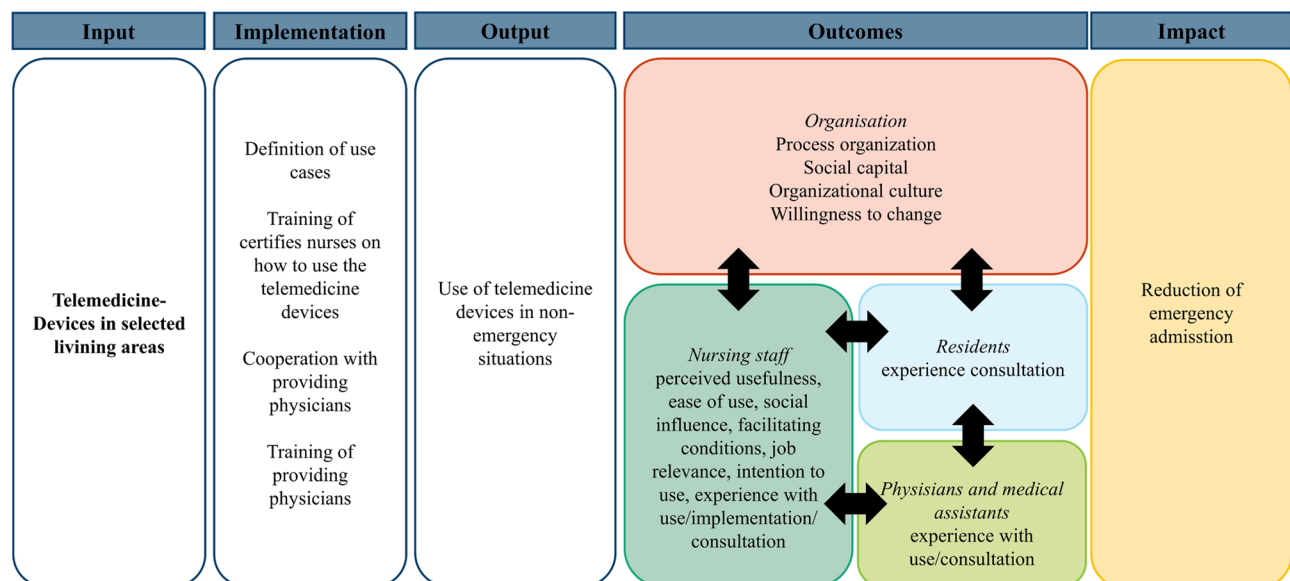 Input
Implementation
Output
Outcomes
Impact
Telemedicine-
Devices in selected
livining areas
Definition of use
cases
Training of
certifies nurses on
how to use the
telemedicine
devices
Cooperation with
providing
physicians
Training of
providing
physicians
Use of telemedicine
devices in non-
emergency
situations
Organisation
Process organization
Social capital
Organizational culture
Willingness to change
Nursing staff
perceived usefulness,
ease of use, social
influence, facilitating
conditions, job
relevance, intention to
use, experience with
use/implementation/
consultation
Residents
experience consultation
Physisians and medical
assistants
experience with
use/consultation
Reduction of
emergency
admisstion